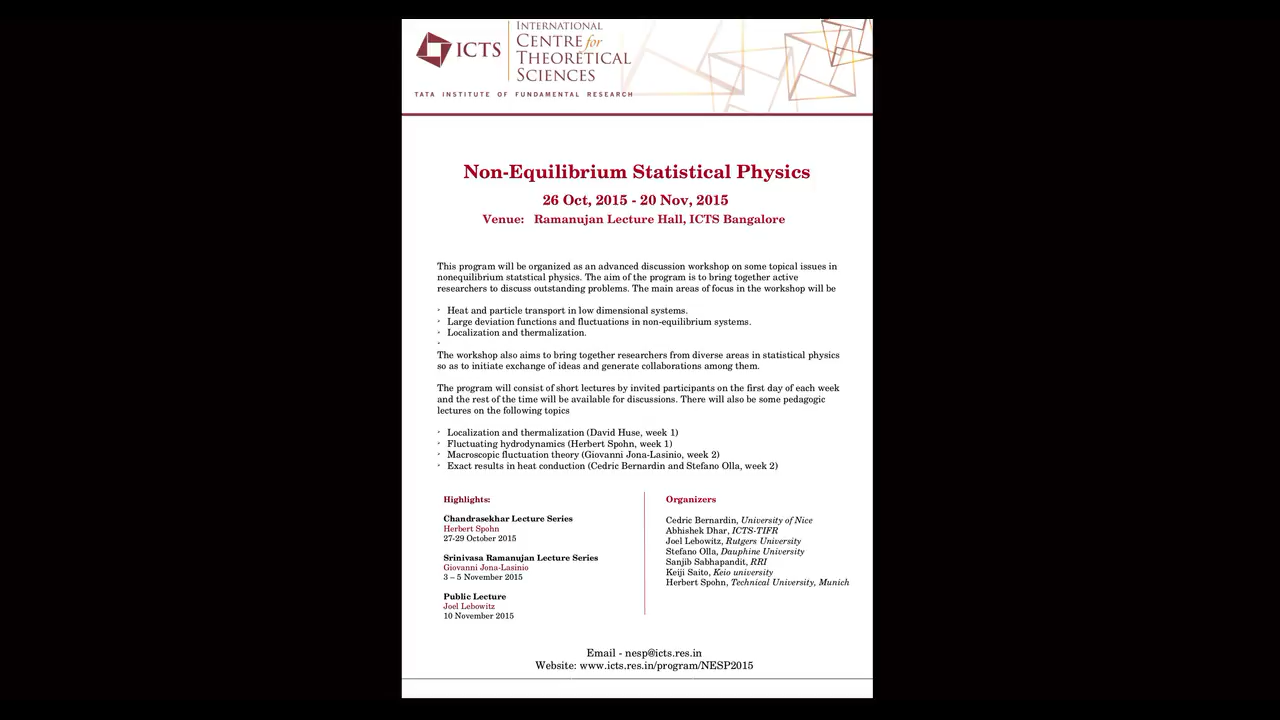 ICTS
INTERNATIONAL
CENTRE for
THEORETICAL
SCIENCES
TATA INSTITUTE OF FUNDAMENTAL RESEARCH
Non-Equilibrium Statistical Physics
26 Oct, 2015 - 20 Nov, 2015
Venue: Ramanujan Lecture Hall, ICTS Bangalore
This program will be organized as an advanced discussion workshop on some topical issues in
nonequilibrium statstical physics. The aim of the program is to bring together active
researchers to discuss outstanding problems. The main areas of focus in the workshop will be
Heat and particle transport in low dimensional systems.
Large deviation functions and fluctuations in non-equilibrium systems.
Localization and thermalization.
The workshop also aims to bring together researchers from diverse areas in statistical physics
so as to initiate exchange of ideas and generate collaborations among them.
The program will consist of short lectures by invited participants on the first day of each week
and the rest of the time will be available for discussions. There will also be some pedagogic
lectures on the following topics
Localization and thermalization (David Huse, week 1)
Fluctuating hydrodynamics (Herbert Spohn, week 1)
Macroscopic fluctuation theory (Giovanni Jona-Lasinio, week 2)
Exact results in heat conduction (Cedric Bernardin and Stefano Olla, week 2)
Highlights:
Chandrasekhar Lecture Series
Herbert Spohn
27-29 October 2015
Srinivasa Ramanujan Lecture Series
Giovanni Jona-Lasinio
3 – 5 November 2015
Public Lecture
Joel Lebowitz
10 November 2015
Organizers
Cedric Bernardin, University of Nice
Abhishek Dhar, ICTS-TIFR
Joel Lebowitz, Rutgers University
Stefano Olla, Dauphine University
Sanjib Sabhapandit, RRI
Keiji Saito, Keio university
Herbert Spohn, Technical University, Munich
Email - nesp@icts.res.in
Website: www.icts.res.in/program/NESP2015